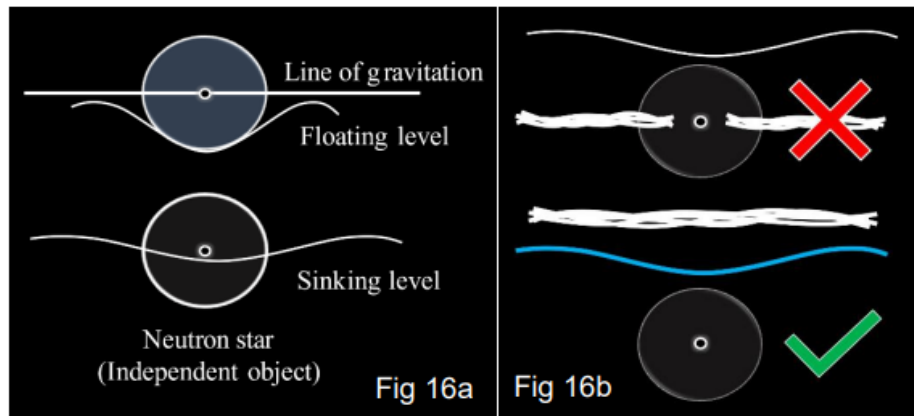 Line of gravitation
Floating level
Sinking level
Neutron star
(Independent object)
Fig 16a
Fig 16b